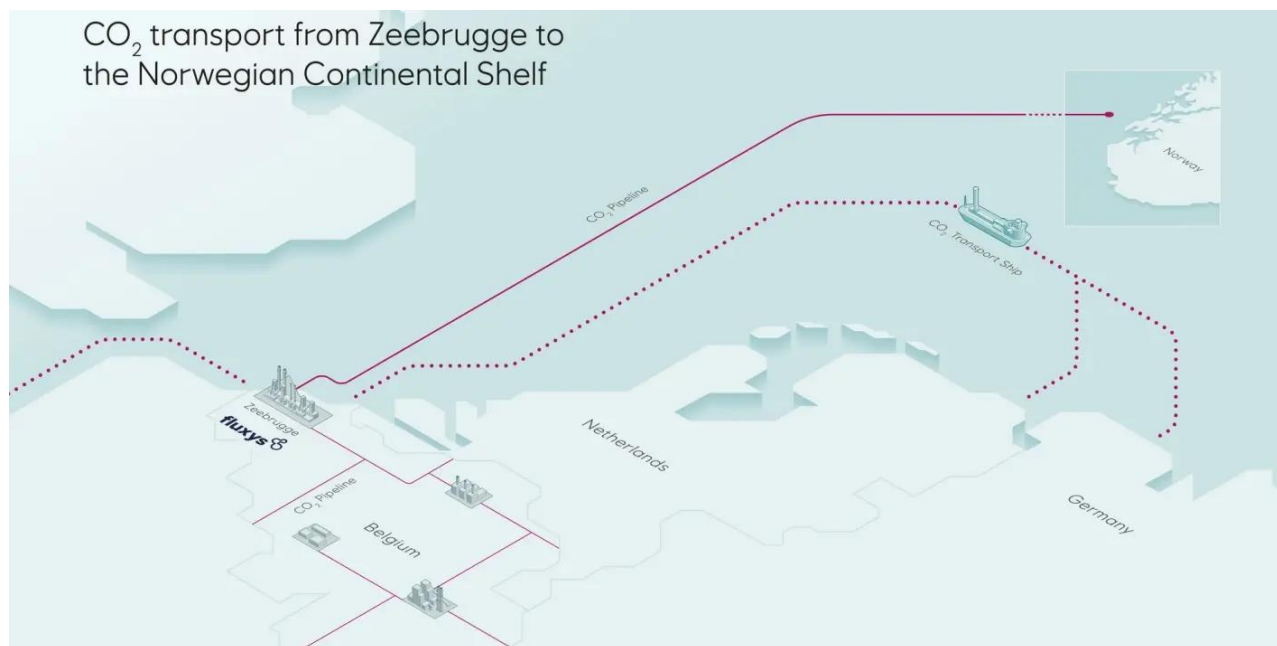 CO₂ transport from Zeebrugge to
the Norwegian Continental Shelf
Norway
CO₂ Pipeline
CO₂ Transport Ship
Zeebrugge
fluxys
Netherlands
CO₂ Pipeline
Belgium
Germany